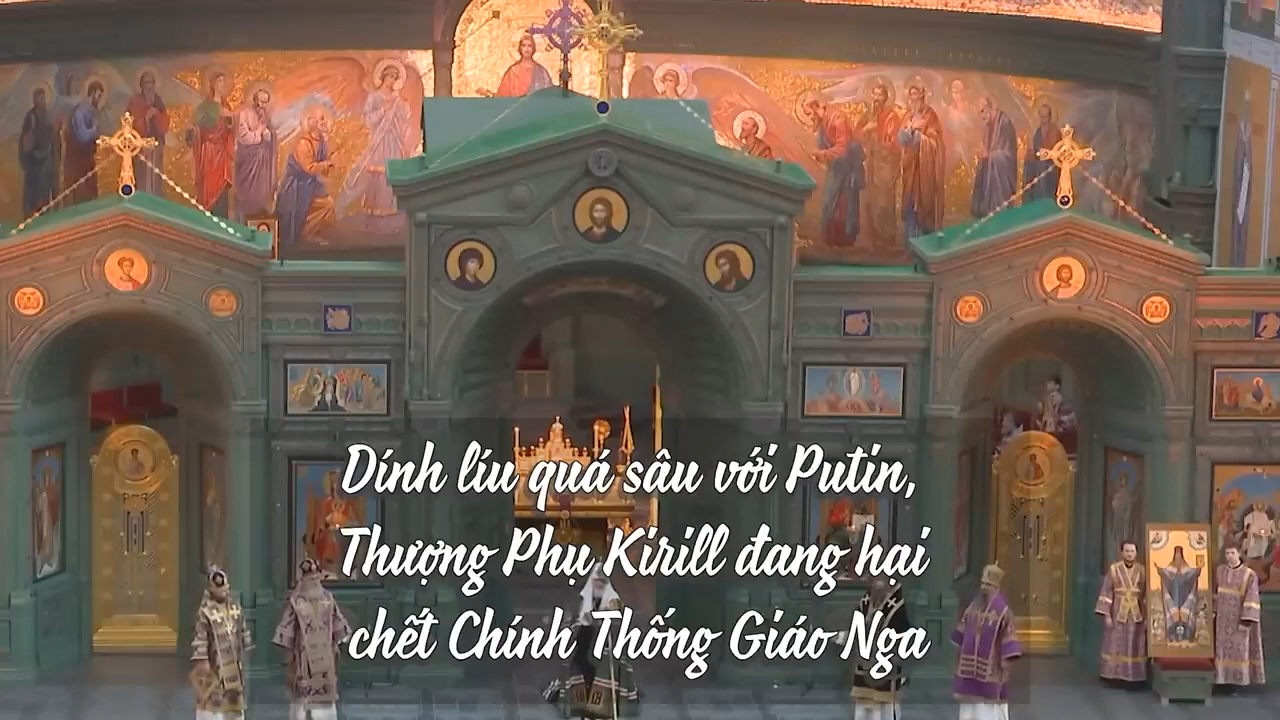 Dính líu quá sâu với Putin,
Thượng Phụ Kirill đang hại
chết Chính Thống Giáo Nga